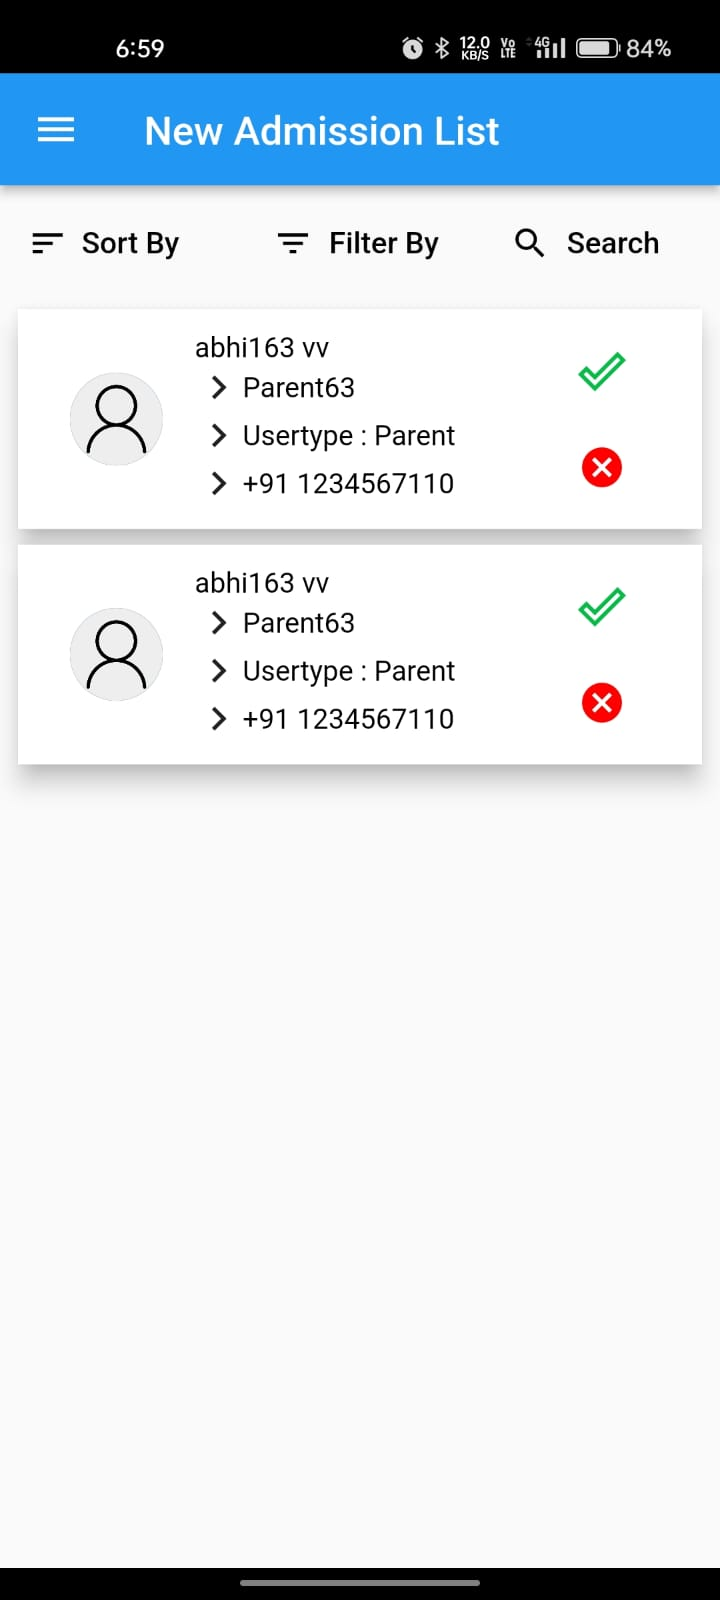 6:59 12.0 KB/S Vo LTE 4G 84%
New Admission List
Sort By Filter By Search
abhi163 vv
Parent63
Usertype : Parent
+91 1234567110
abhi163 vv
Parent63
Usertype : Parent
+91 1234567110